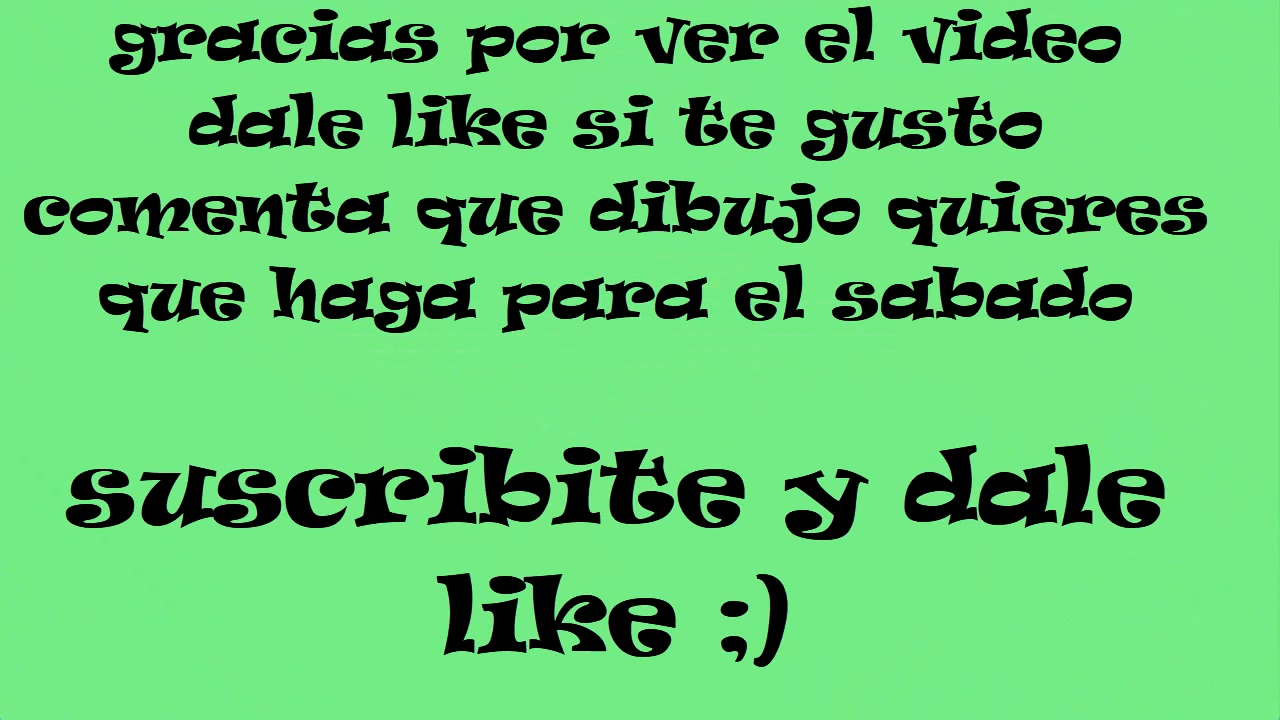 gracias por ver el video
dale like si te gusto
comenta que dibujo quieres
que haga para el sabado
suscribite y dale
like ;)